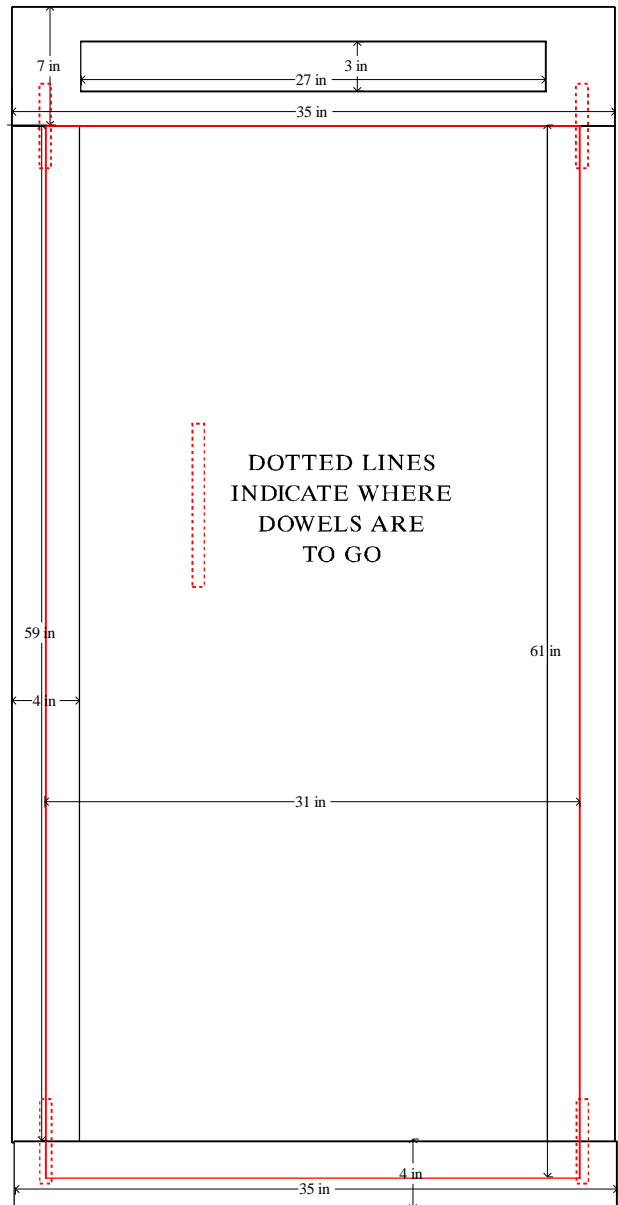 7 in
3 in
27 in
35 in
DOTTED LINES
INDICATE WHERE
DOWELS ARE
TO GO
59 in
61 in
4 in
31 in
4 in
35 in